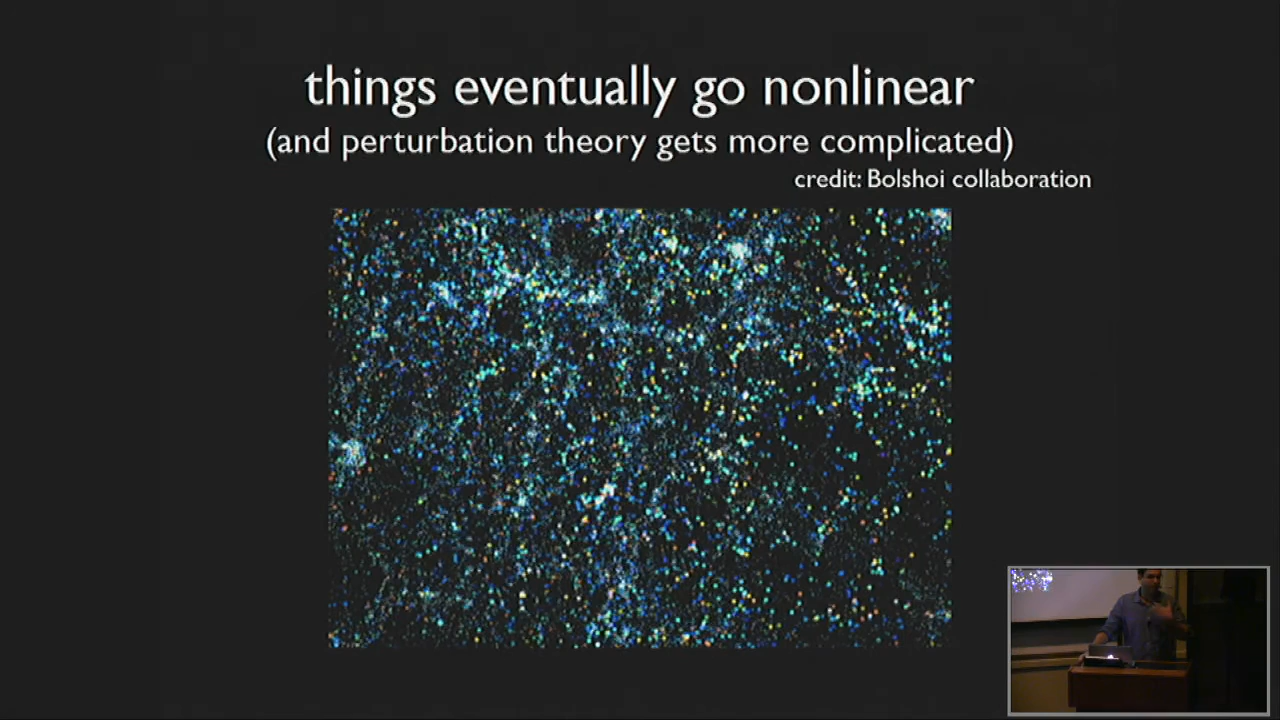 things eventually go nonlinear
(and perturbation theory gets more complicated)
credit: Bolshoi collaboration